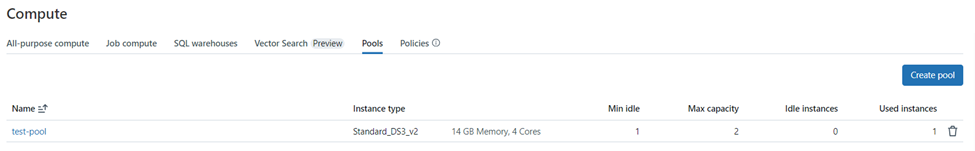 Compute
All-purpose compute Job compute SQL warehouses Vector Search Preview Pools Policies
Create pool
Name Instance type Min idle Max capacity Idle instances Used instances
test-pool Standard_DS3_v2 14 GB Memory, 4 Cores 1 2 0 1